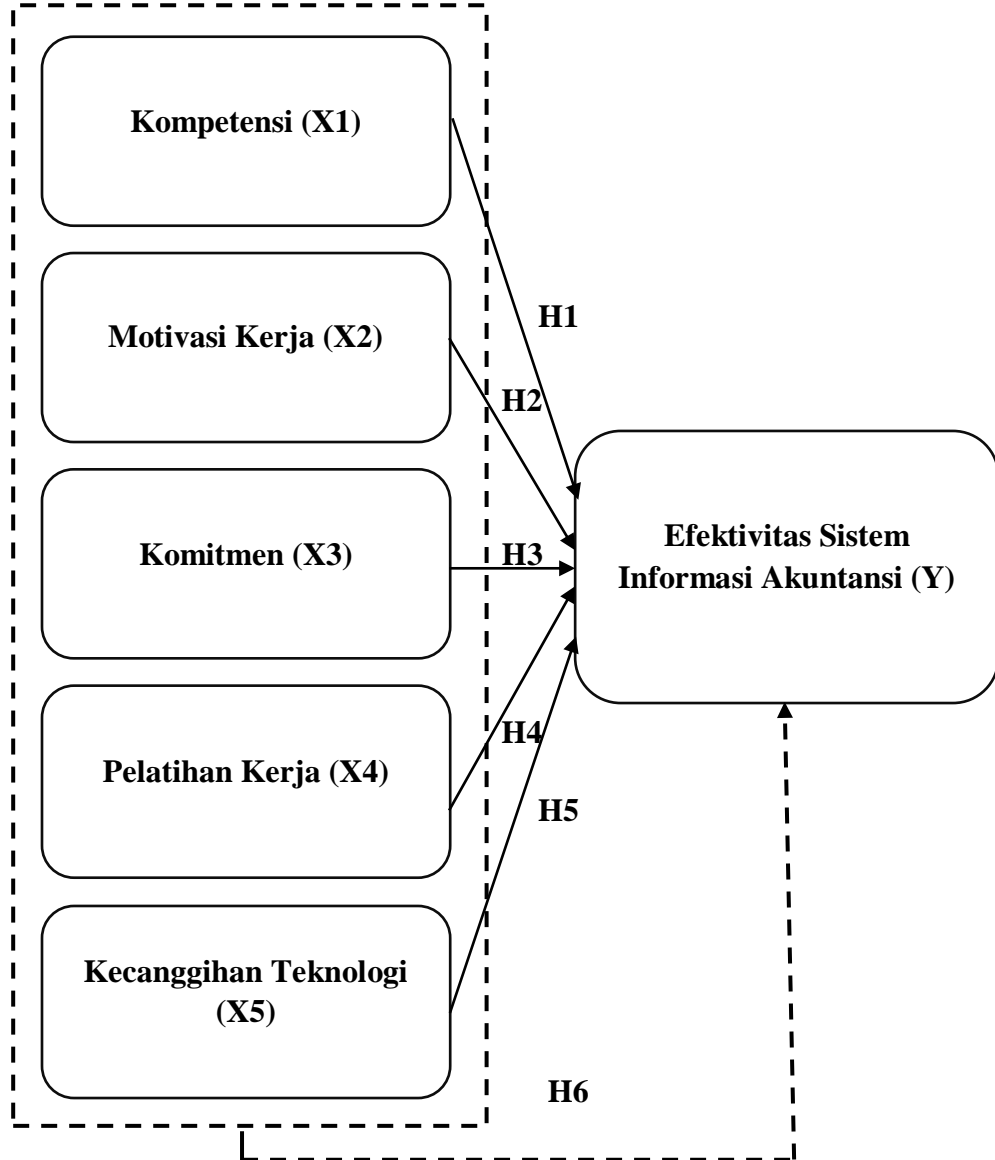 Kompetensi (X1)
Motivasi Kerja (X2)
Komitmen (X3)
Pelatihan Kerja (X4)
Kecanggihan Teknologi
(X5)
H1
H2
H3
H4
H5
H6
Efektivitas Sistem
Informasi Akuntansi (Y)